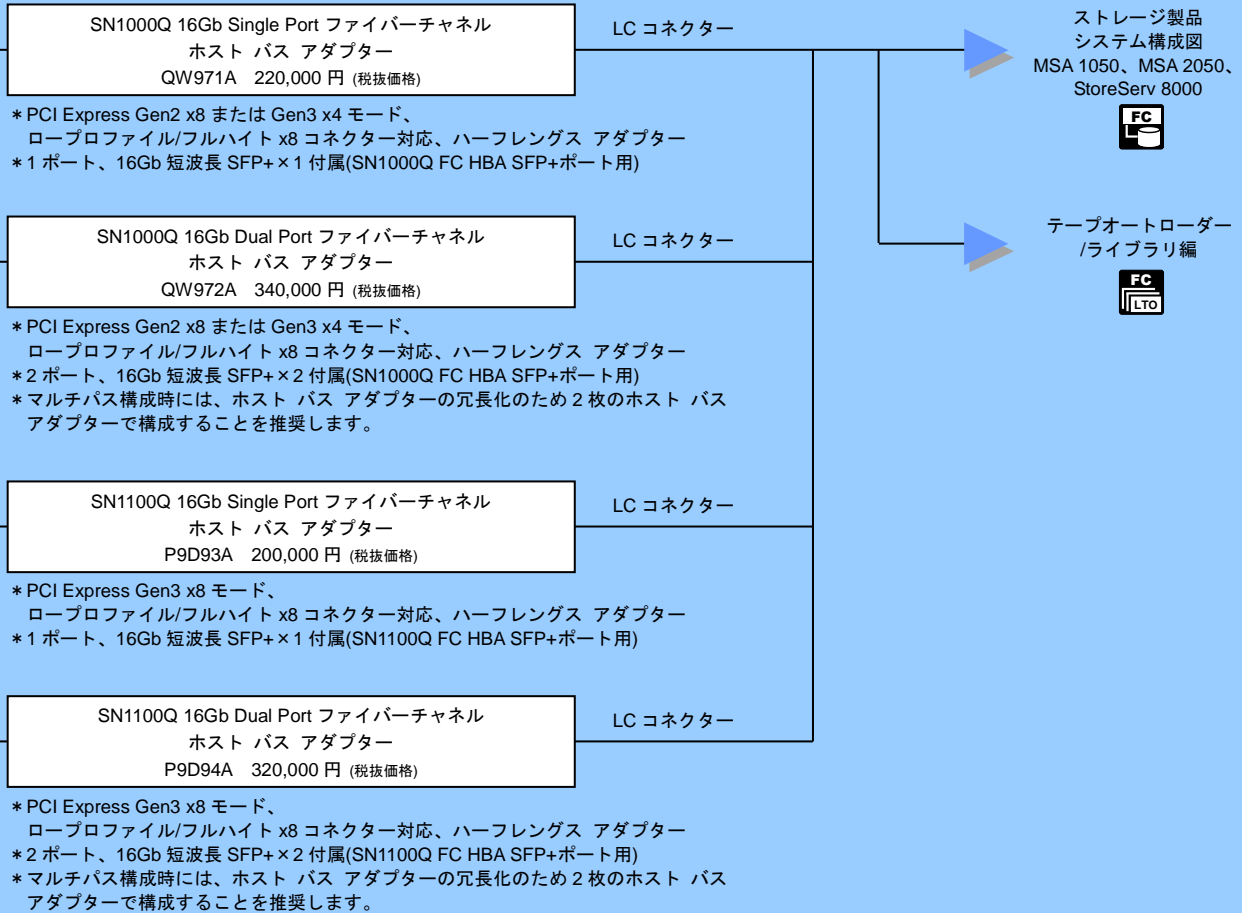 SN1000Q 16Gb Single Port ファイバーチャネル
ホスト バス アダプター
QW971A 220,000 円 (税抜価格)
LC コネクター
ストレージ製品
システム構成図
MSA 1050、MSA 2050、
StoreServ 8000
FC
＊PCI Express Gen2 x8 または Gen3 x4 モード、
ロープロファイル/フルハイト x8 コネクター対応、ハーフレングス アダプター
＊1 ポート、16Gb 短波長 SFP+×1 付属(SN1000Q FC HBA SFP+ポート用)
SN1000Q 16Gb Dual Port ファイバーチャネル
ホスト バス アダプター
QW972A 340,000 円 (税抜価格)
LC コネクター
テープオートローダー
/ライブラリ編
FC
LTO
＊PCI Express Gen2 x8 または Gen3 x4 モード、
ロープロファイル/フルハイト x8 コネクター対応、ハーフレングス アダプター
＊2 ポート、16Gb 短波長 SFP+×2 付属(SN1000Q FC HBA SFP+ポート用)
＊マルチパス構成時には、ホスト バス アダプターの冗長化のため 2 枚のホスト バス
アダプターで構成することを推奨します。
SN1100Q 16Gb Single Port ファイバーチャネル
ホスト バス アダプター
P9D93A 200,000 円 (税抜価格)
LC コネクター
＊PCI Express Gen3 x8 モード、
ロープロファイル/フルハイト x8 コネクター対応、ハーフレングス アダプター
＊1 ポート、16Gb 短波長 SFP+×1 付属(SN1100Q FC HBA SFP+ポート用)
SN1100Q 16Gb Dual Port ファイバーチャネル
ホスト バス アダプター
P9D94A 320,000 円 (税抜価格)
LC コネクター
＊PCI Express Gen3 x8 モード、
ロープロファイル/フルハイト x8 コネクター対応、ハーフレングス アダプター
＊2 ポート、16Gb 短波長 SFP+×2 付属(SN1100Q FC HBA SFP+ポート用)
＊マルチパス構成時には、ホスト バス アダプターの冗長化のため 2 枚のホスト バス
アダプターで構成することを推奨します。